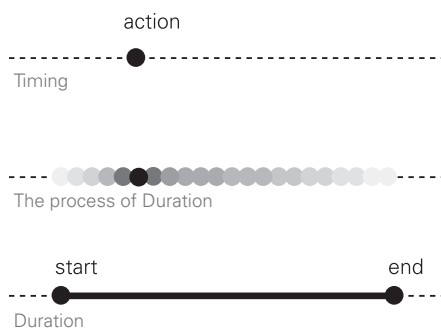 action
Timing
The process of Duration
start end
Duration